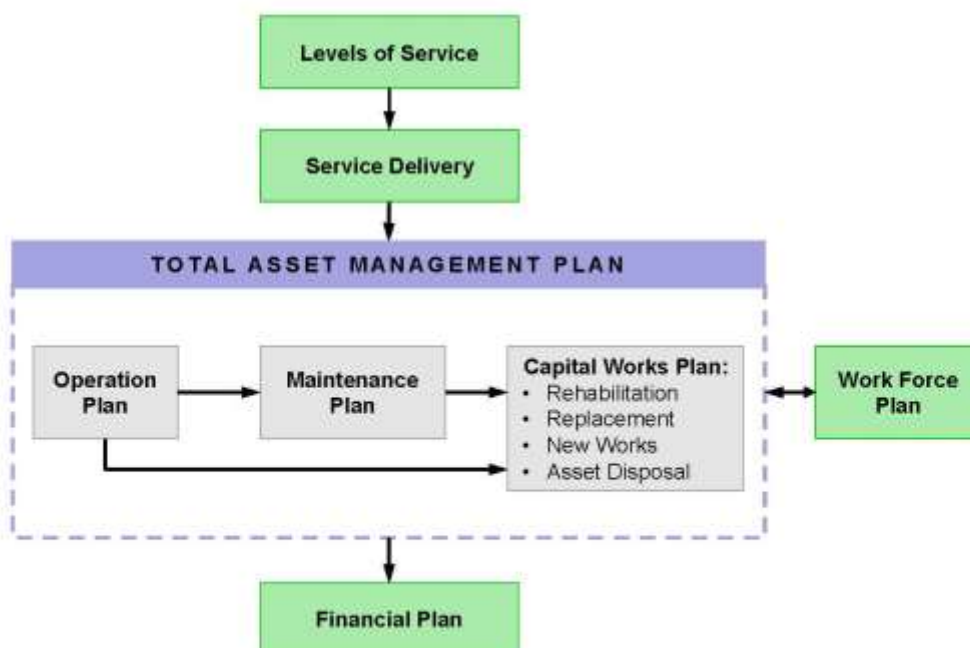 Levels of Service
Service Delivery
TOTAL ASSET MANAGEMENT PLAN
Operation
Plan
Maintenance
Plan
Capital Works Plan:
• Rehabilitation
• Replacement
• New Works
• Asset Disposal
Work Force
Plan
Financial Plan